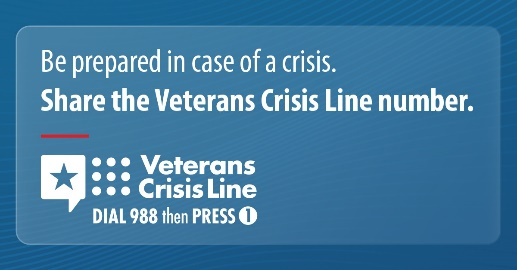 Be prepared in case of a crisis.
Share the Veterans Crisis Line number.
Veterans
Crisis Line
DIAL 988 then PRESS 1